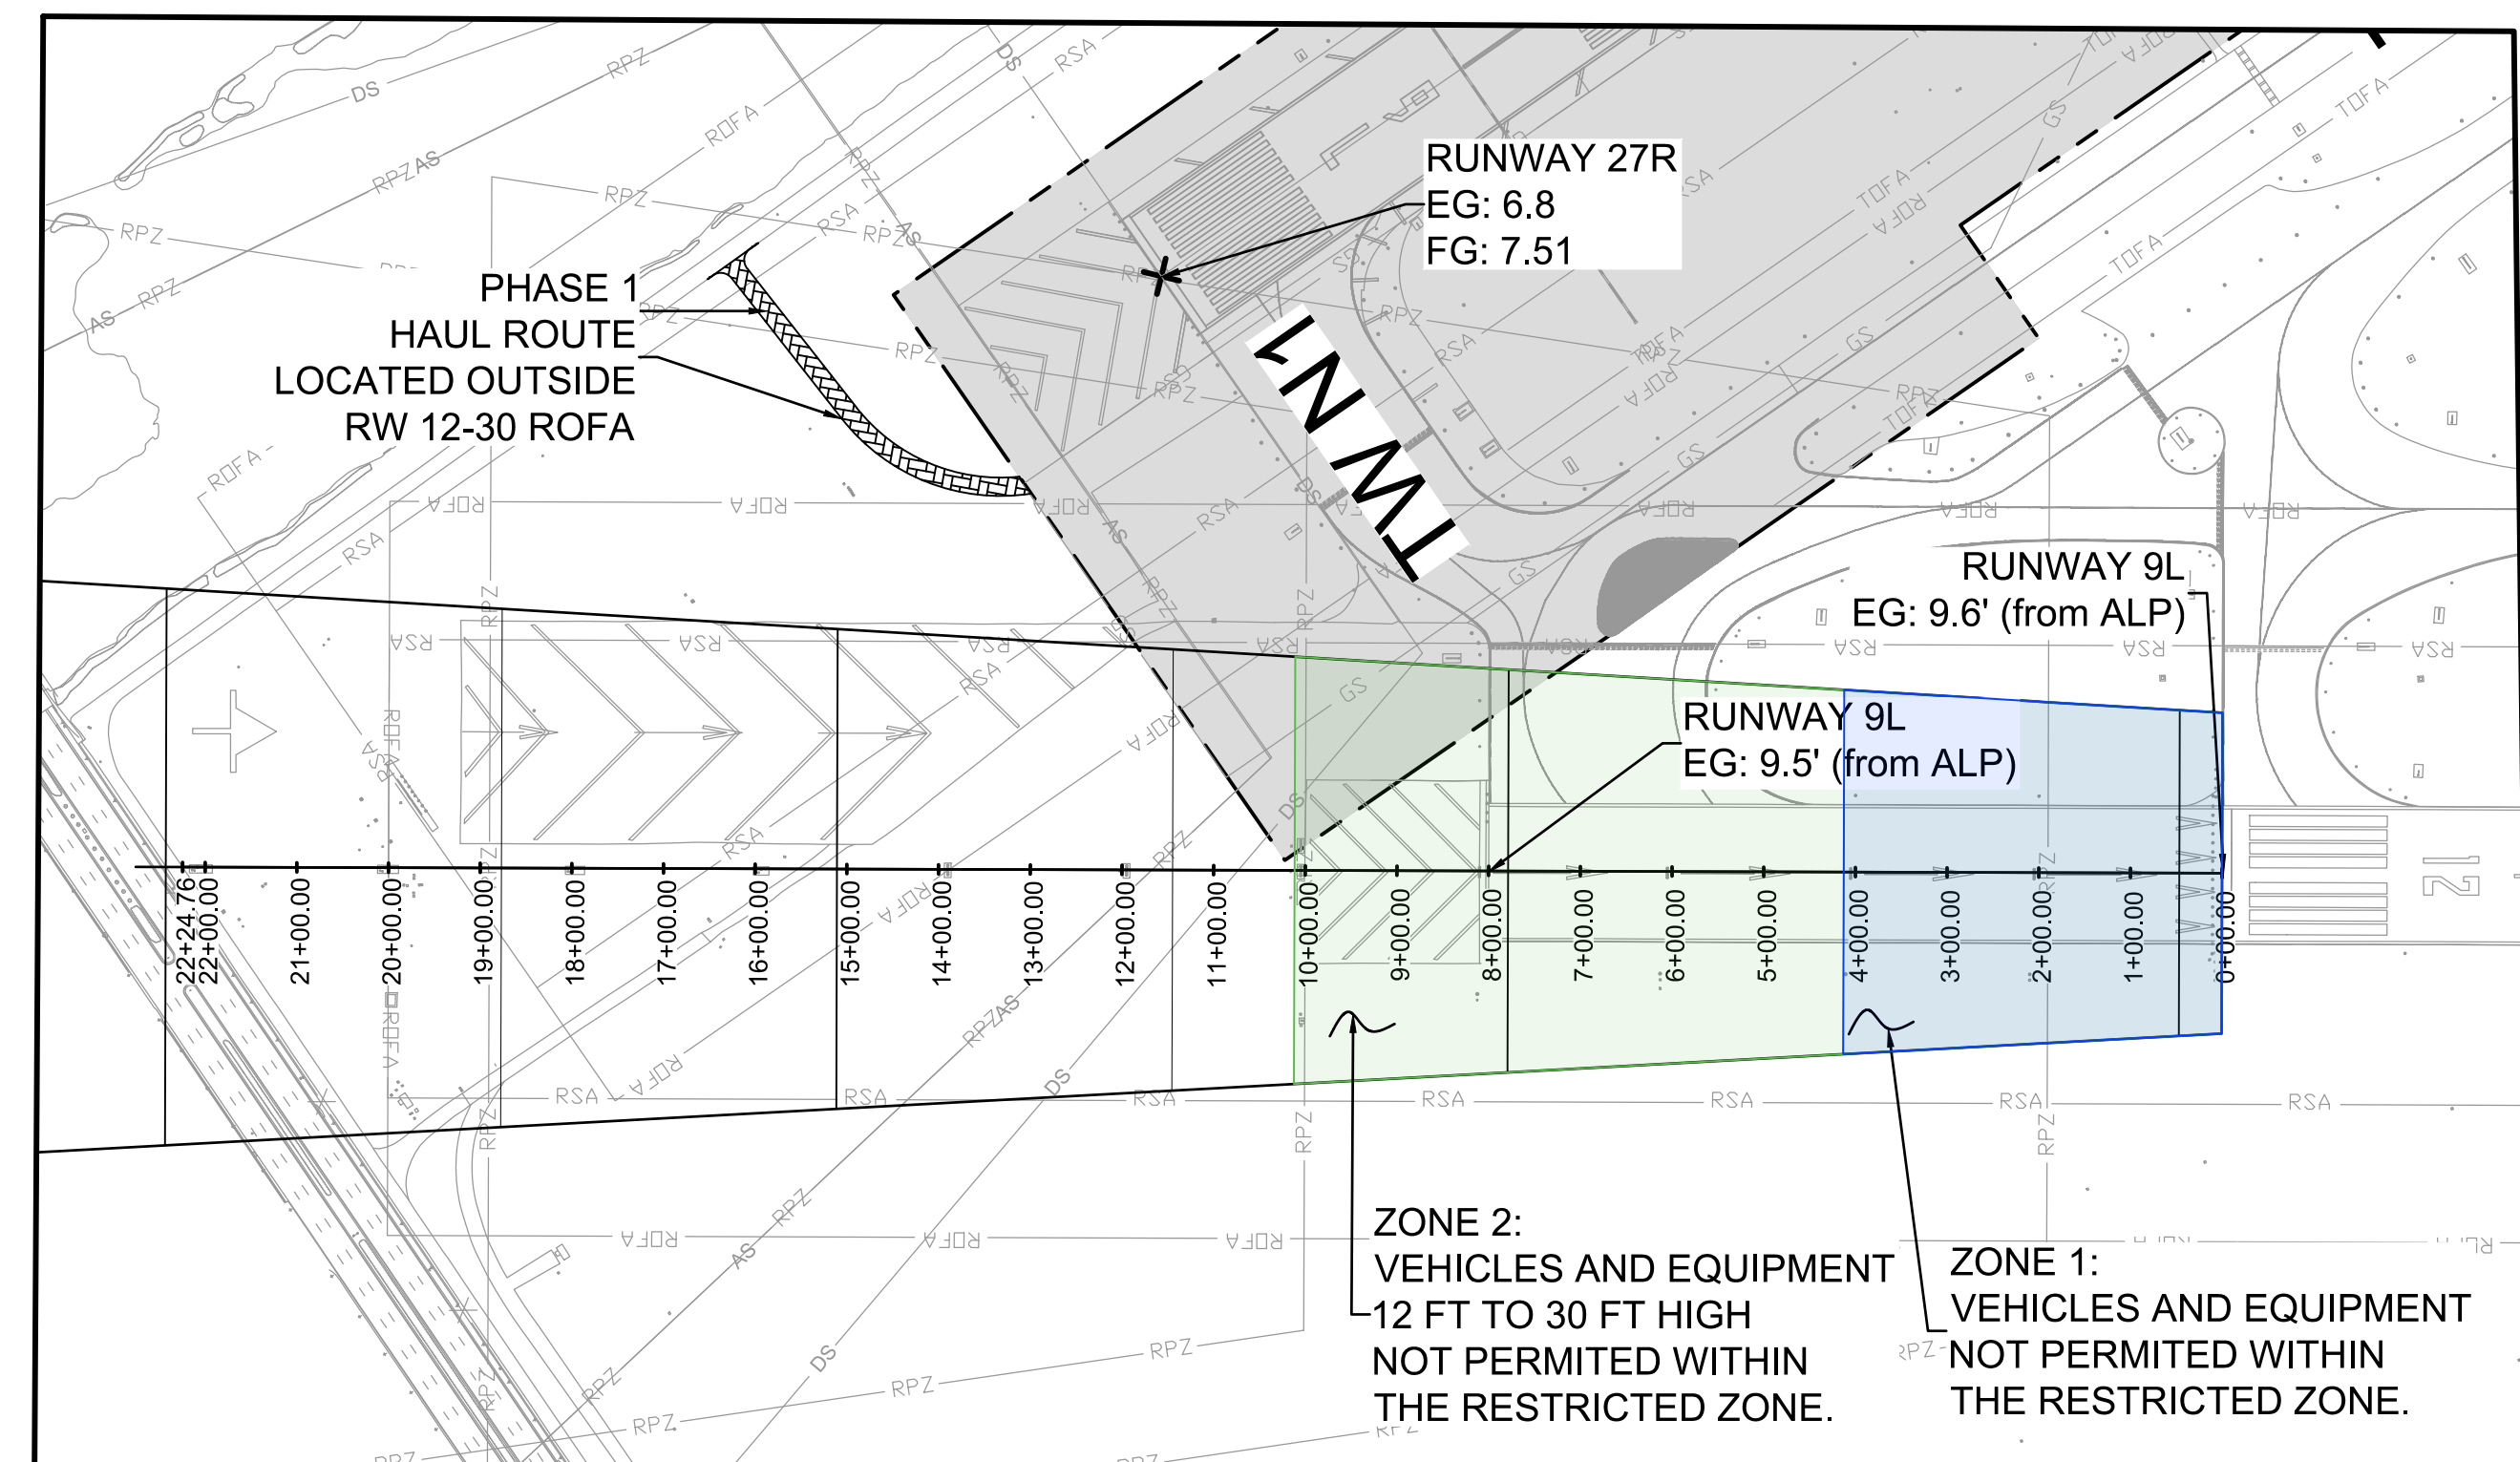 RUNWAY 27R
EG: 6.8
FG: 7.51
PHASE 1
HAUL ROUTE
LOCATED OUTSIDE
RW 12-30 ROFA
TW N1
RUNWAY 9L
EG: 9.6' (from ALP)
RUNWAY 9L
EG: 9.5' (from ALP)
22+24.76
22+00.00
21+00.00
20+00.00
19+00.00
18+00.00
17+00.00
16+00.00
15+00.00
14+00.00
13+00.00
12+00.00
11+00.00
10+00.00
9+00.00
8+00.00
7+00.00
6+00.00
5+00.00
4+00.00
3+00.00
2+00.00
1+00.00
0+00.00
12
ZONE 2:
VEHICLES AND EQUIPMENT
12 FT TO 30 FT HIGH
NOT PERMITED WITHIN
THE RESTRICTED ZONE.
ZONE 1:
VEHICLES AND EQUIPMENT
NOT PERMITED WITHIN
THE RESTRICTED ZONE.
RPZ
DS
RSA
ROFA
AS
TOFA
GS